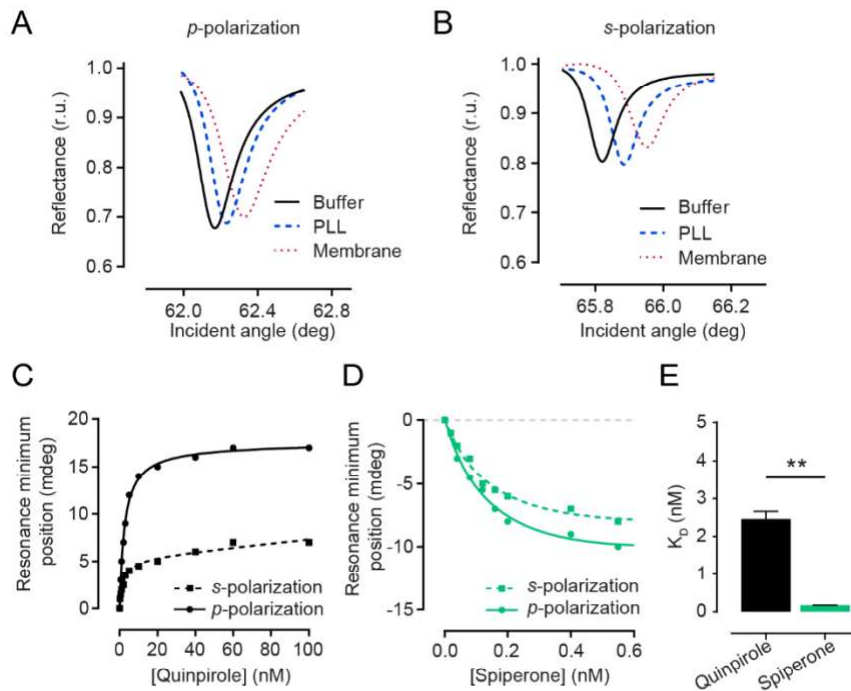 A
p-polarization
Reflectance (r.u.)
1.0
0.9
0.8
0.7
0.6
Buffer
PLL
Membrane
62.0
62.4
62.8
Incident angle (deg)
B
s-polarization
Reflectance (r.u.)
1.0
0.9
0.8
0.7
0.6
Buffer
PLL
Membrane
65.8
66.0
66.2
Incident angle (deg)
C
Resonance minimum
position (mdeg)
20
15
10
5
0
s-polarization
p-polarization
0
20
40
60
80
100
[Quinpirole] (nM)
D
Resonance minimum
position (mdeg)
0
-5
-10
-15
s-polarization
p-polarization
0.0
0.2
0.4
0.6
[Spiperone] (nM)
E
KD (nM)
5
4
3
2
1
0
**
Quinpirole
Spiperone